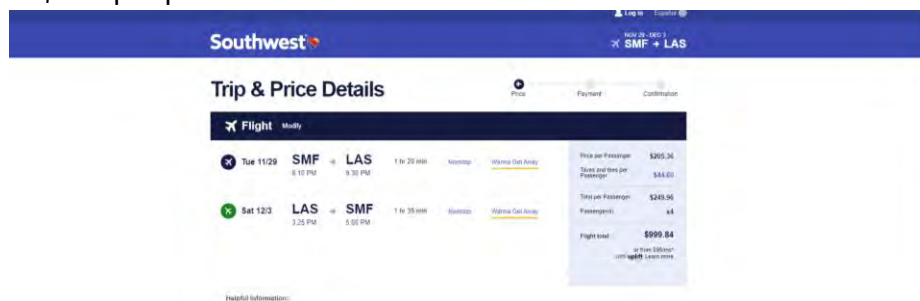 Log in Español
Southwest
NOV 29 - DEC 3
SMF + LAS
Trip & Price Details
Price
Payment
Confirmation
Flight Modify
Tue 11/29 SMF LAS 1 hr 20 min Nonstop Wanna Get Away
8:10 PM 9:30 PM
Sat 12/3 LAS SMF 1 hr 35 min Nonstop Wanna Get Away
3:25 PM 5:00 PM
Price per Passenger $205.36
Taxes and fees per
Passenger $44.60
Total per Passenger $249.96
Passenger(s) x4
Flight total $999.84
uplift Learn more
Helpful Information: